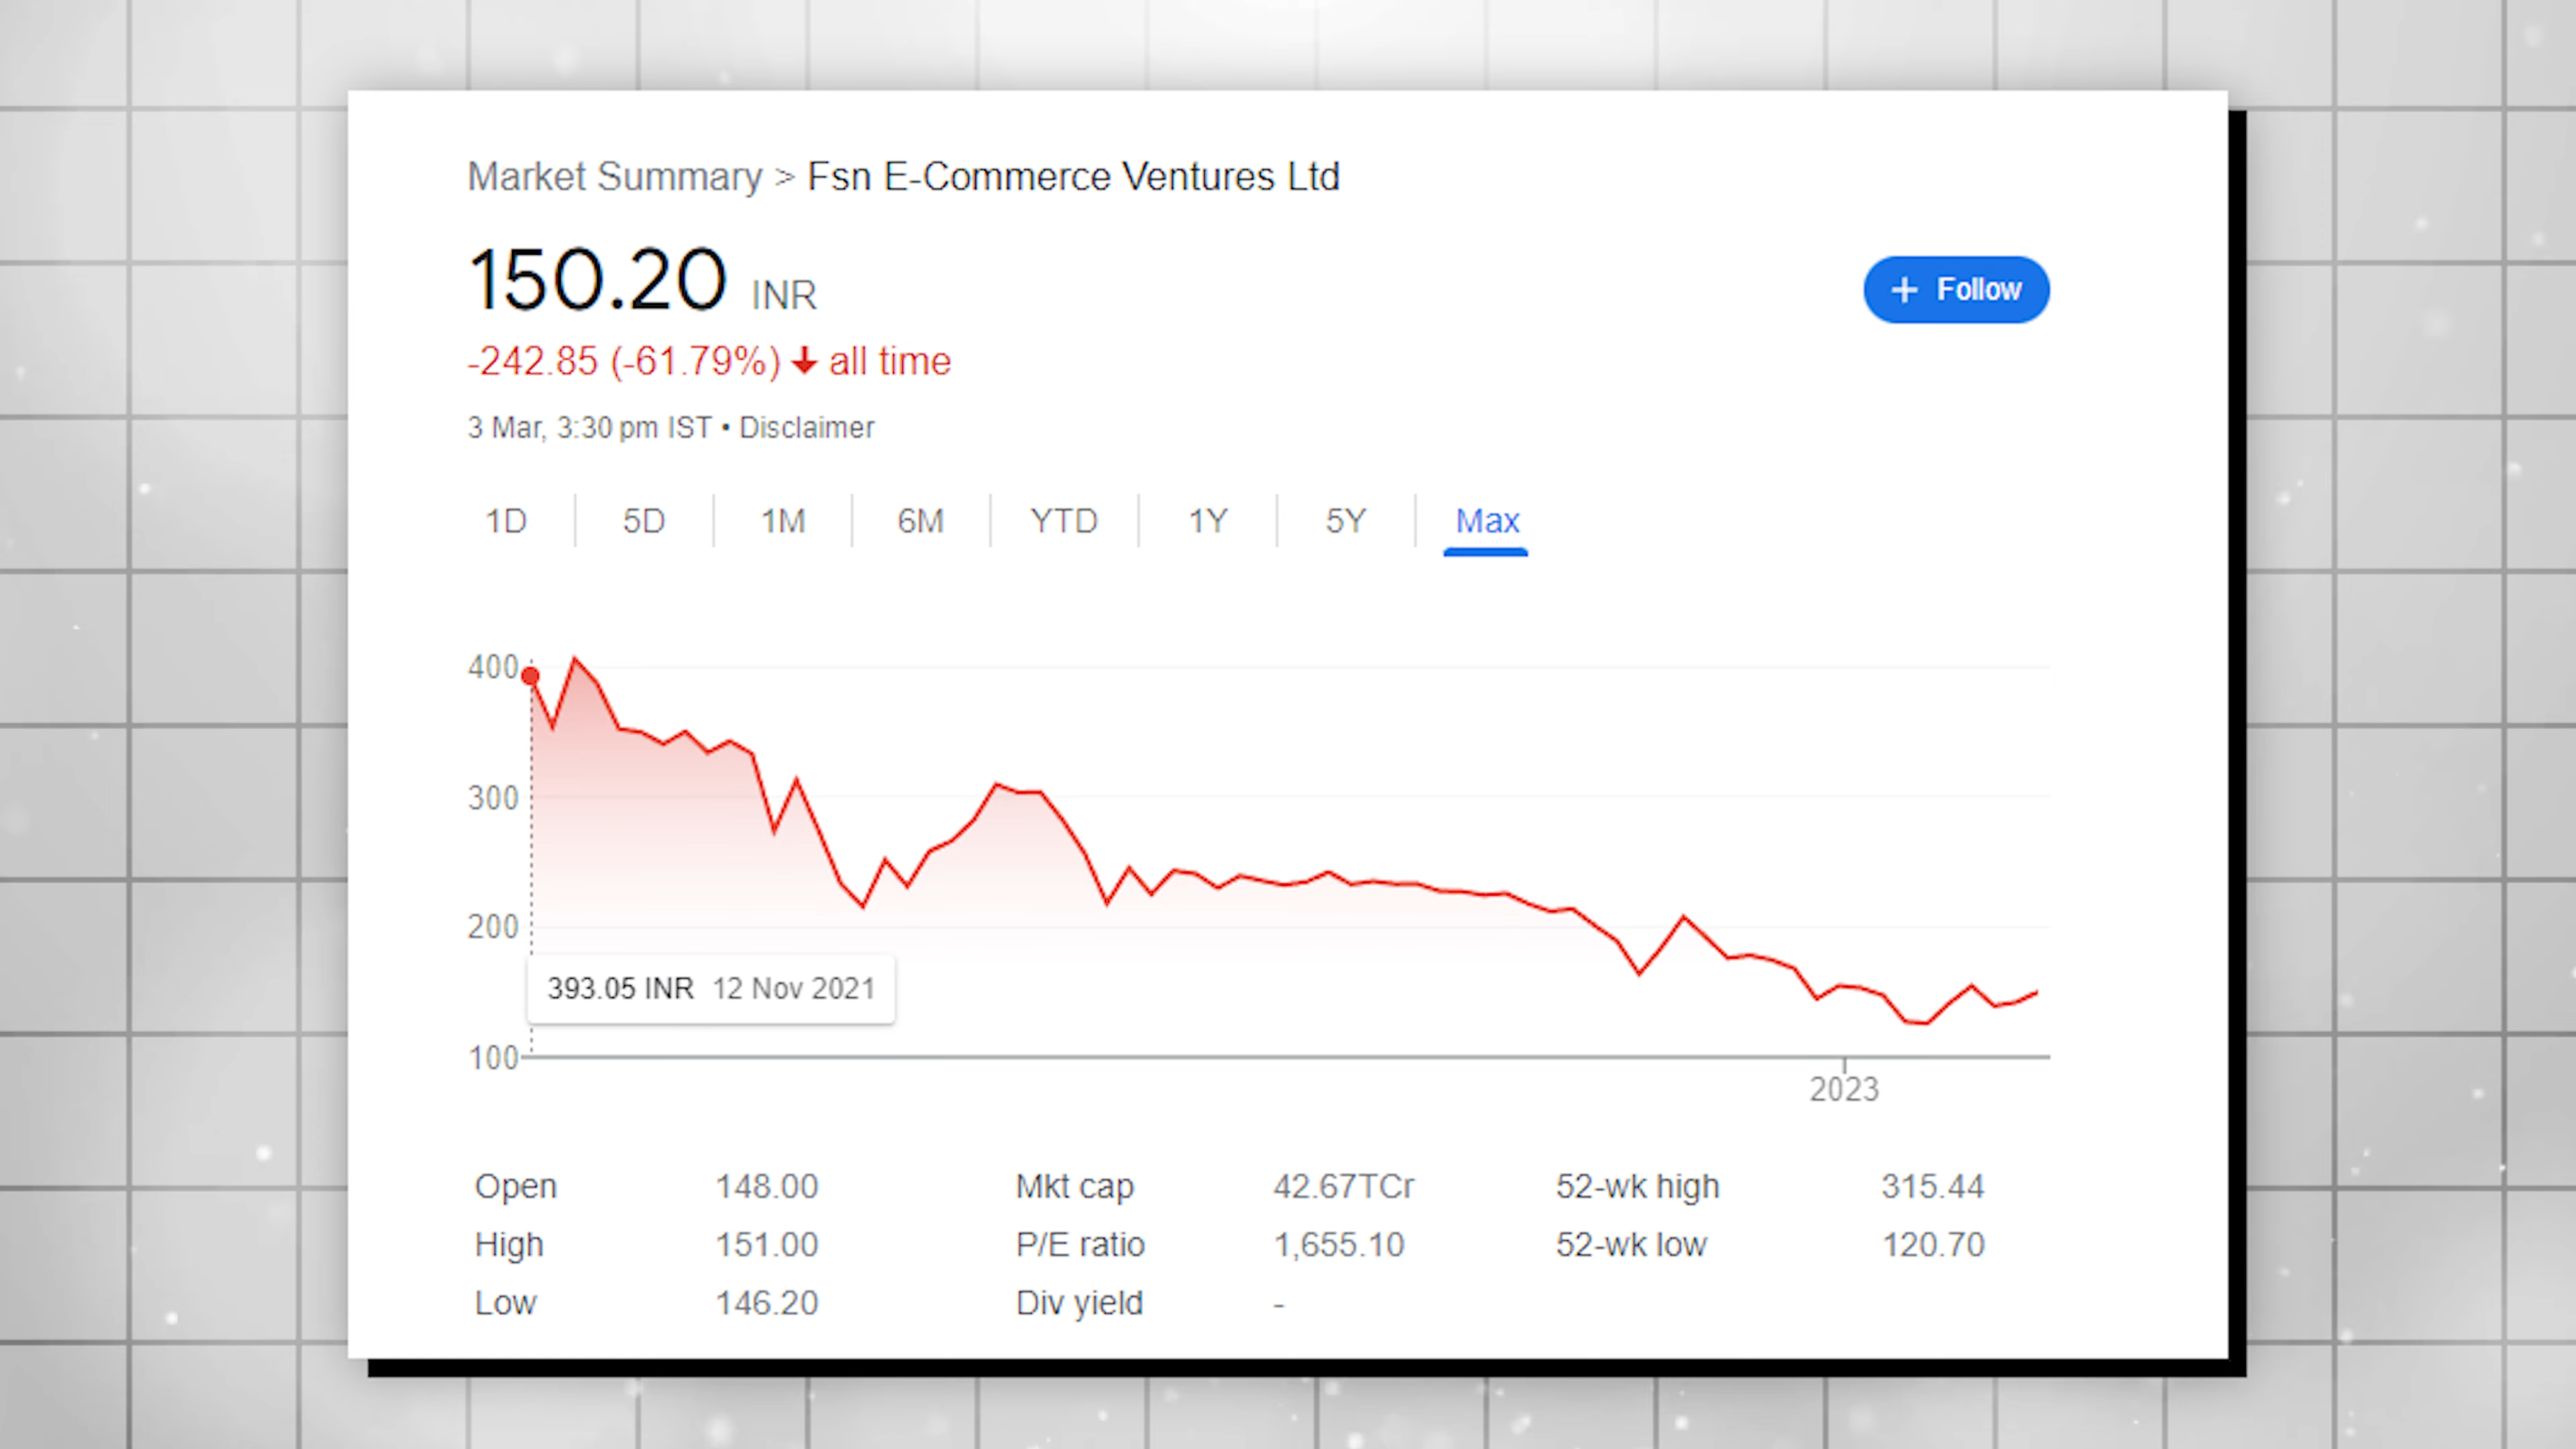 Market Summary > Fsn E-Commerce Ventures Ltd
150.20 INR
+ Follow
-242.85 (-61.79%) ↓ all time
3 Mar, 3:30 pm IST • Disclaimer
1D 5D 1M 6M YTD 1Y 5Y Max
400
300
200
393.05 INR 12 Nov 2021
100
2023
Open 148.00 Mkt cap 42.67TCr 52-wk high 315.44
High 151.00 P/E ratio 1,655.10 52-wk low 120.70
Low 146.20 Div yield -